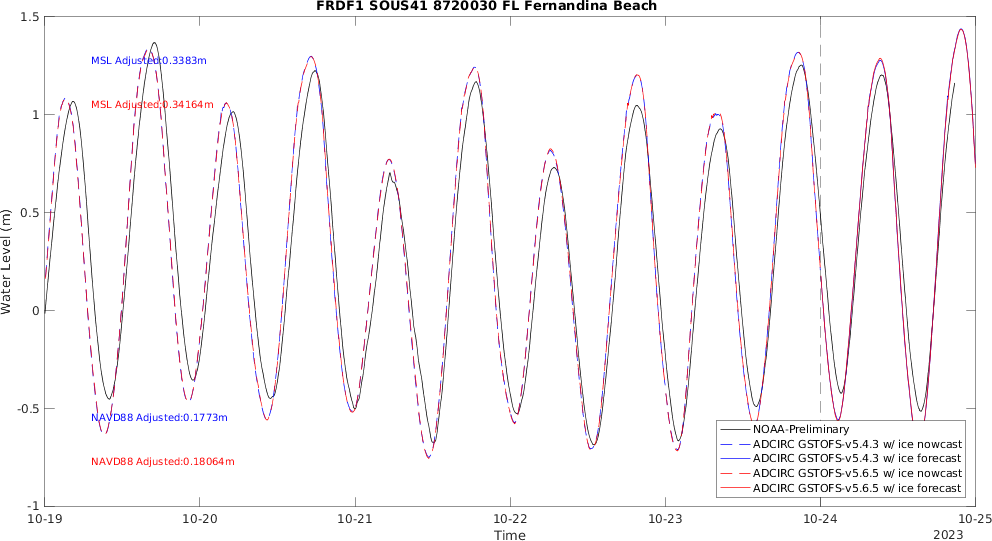 FRDF1 SOUS41 8720030 FL Fernandina Beach
1.5
1
0.5
0
-0.5
-1
Water Level (m)
MSL Adjusted:0.3383m
MSL Adjusted:0.34164m
NAVD88 Adjusted:0.1773m
NAVD88 Adjusted:0.18064m
NOAA-Preliminary
ADCIRC GSTOFS-v5.4.3 w/ ice nowcast
ADCIRC GSTOFS-v5.4.3 w/ ice forecast
ADCIRC GSTOFS-v5.6.5 w/ ice nowcast
ADCIRC GSTOFS-v5.6.5 w/ ice forecast
10-19 10-20 10-21 10-22 10-23 10-24 10-25
Time
2023